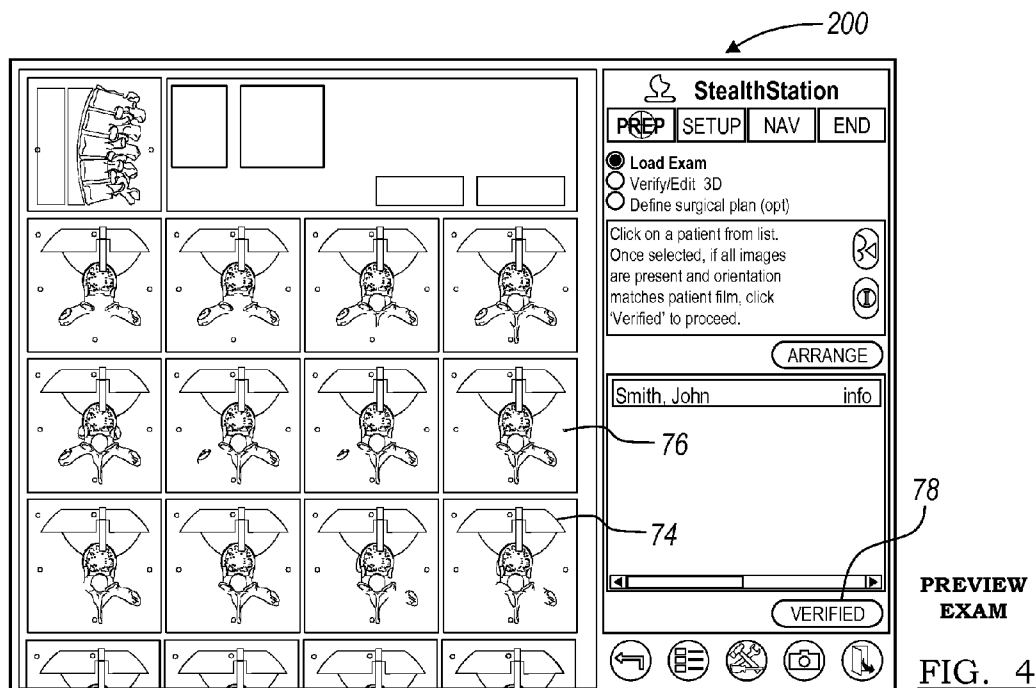 200
StealthStation
PREP SETUP NAV END
Load Exam
Verify/Edit 3D
Define surgical plan (opt)
Click on a patient from list.
Once selected, if all images
are present and orientation
matches patient film, click
'Verified' to proceed.
ARRANGE
Smith, John info
76
74
78
VERIFIED
PREVIEW
EXAM
FIG. 4